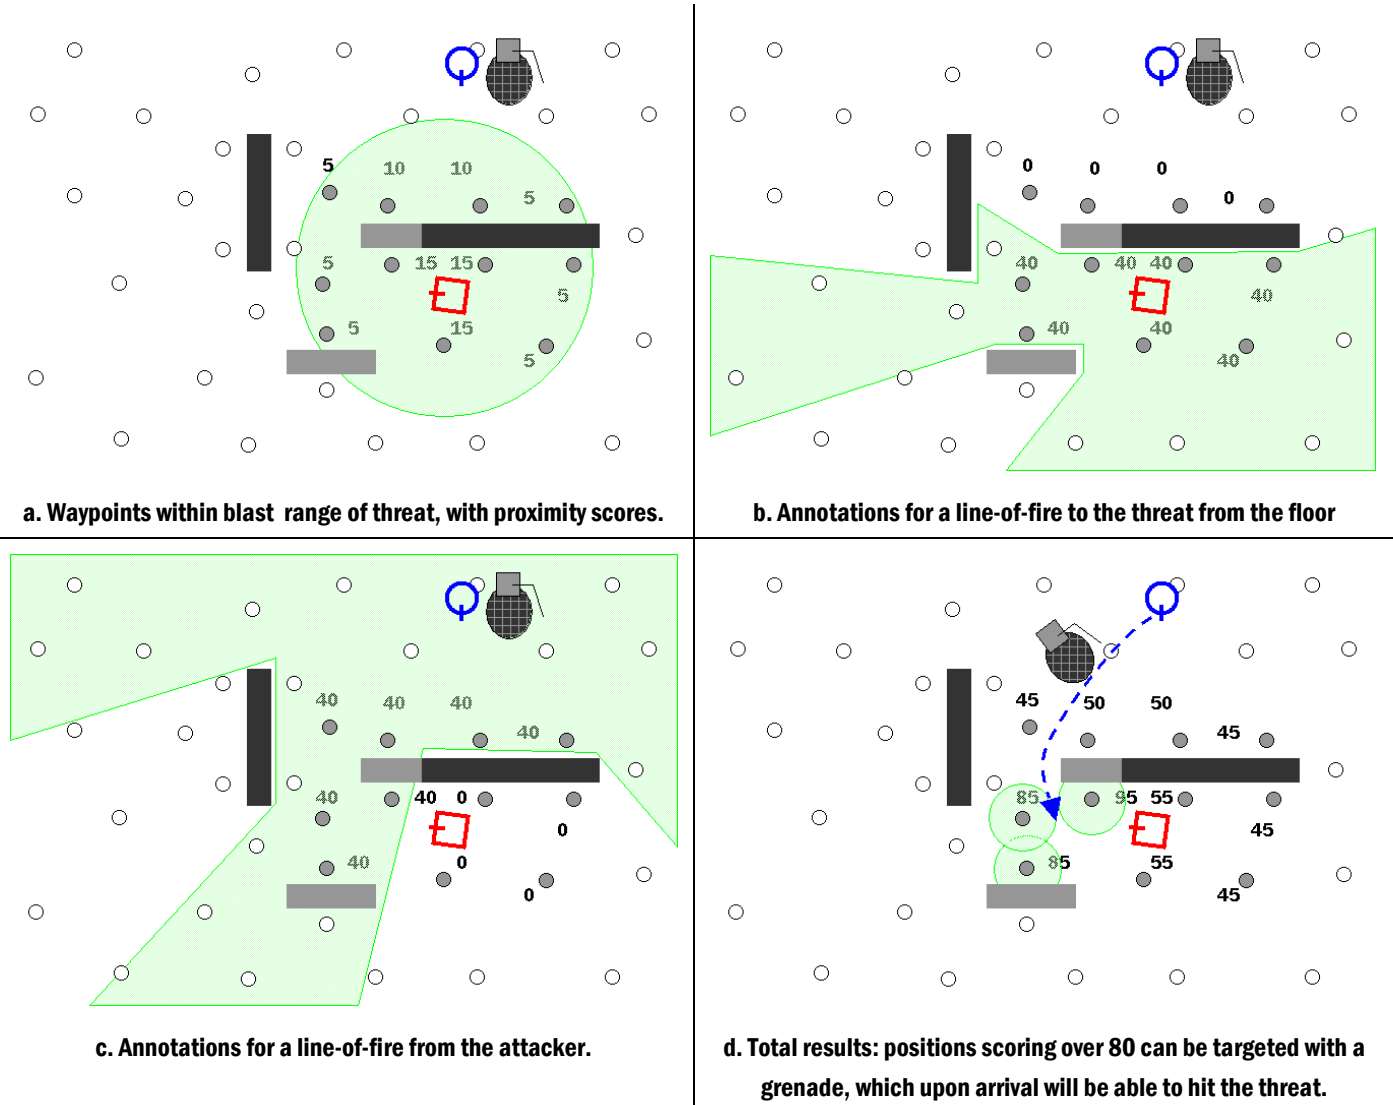 5 10 10
5
5 15 15
5
5 15
5
a. Waypoints within blast range of threat, with proximity scores.
0 0 0
0
40 40 40
40
40 40
40
b. Annotations for a line-of-fire to the threat from the floor
40 40 40
40
40 40 0
0
40 0
0
c. Annotations for a line-of-fire from the attacker.
45 50 50
45
85 95 55
45
85 55
45
d. Total results: positions scoring over 80 can be targeted with a
grenade, which upon arrival will be able to hit the threat.